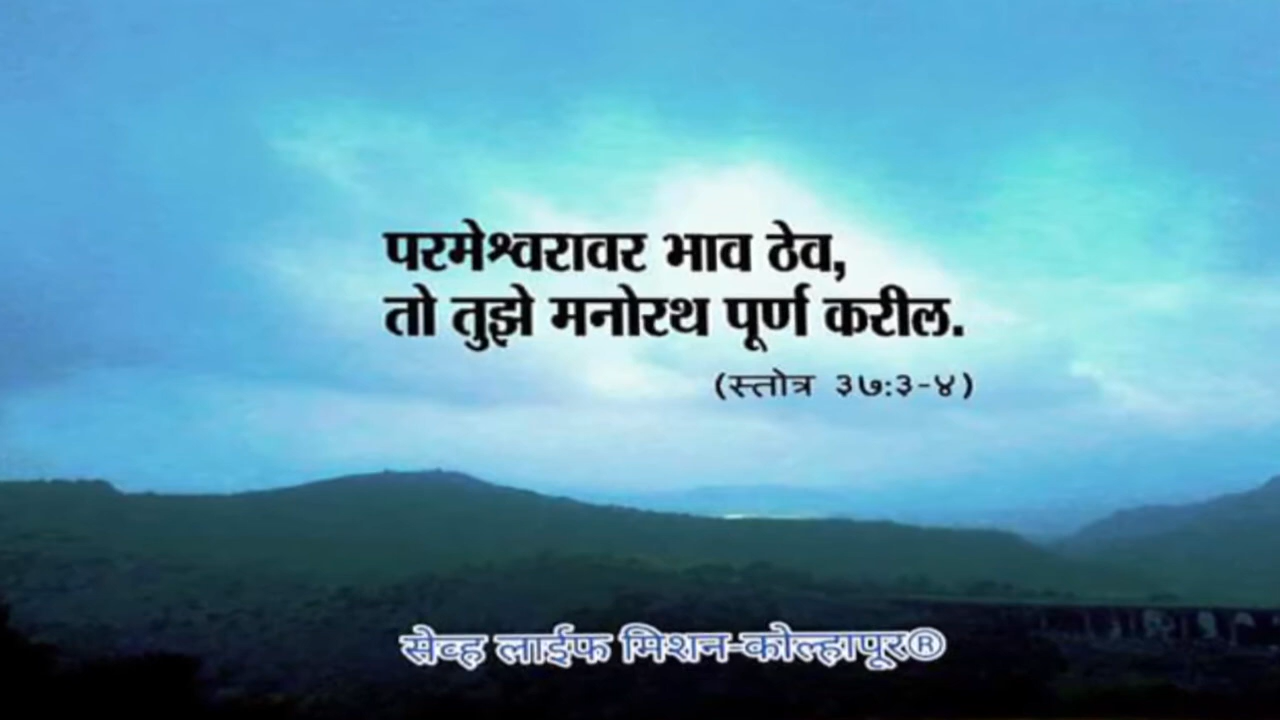 परमेश्वरावर भाव ठेव,
तो तुझे मनोरथ पूर्ण करील.
(स्तोत्र ३७:३-४)
सेव्ह लाईफ मिशन-कोल्हापूर®